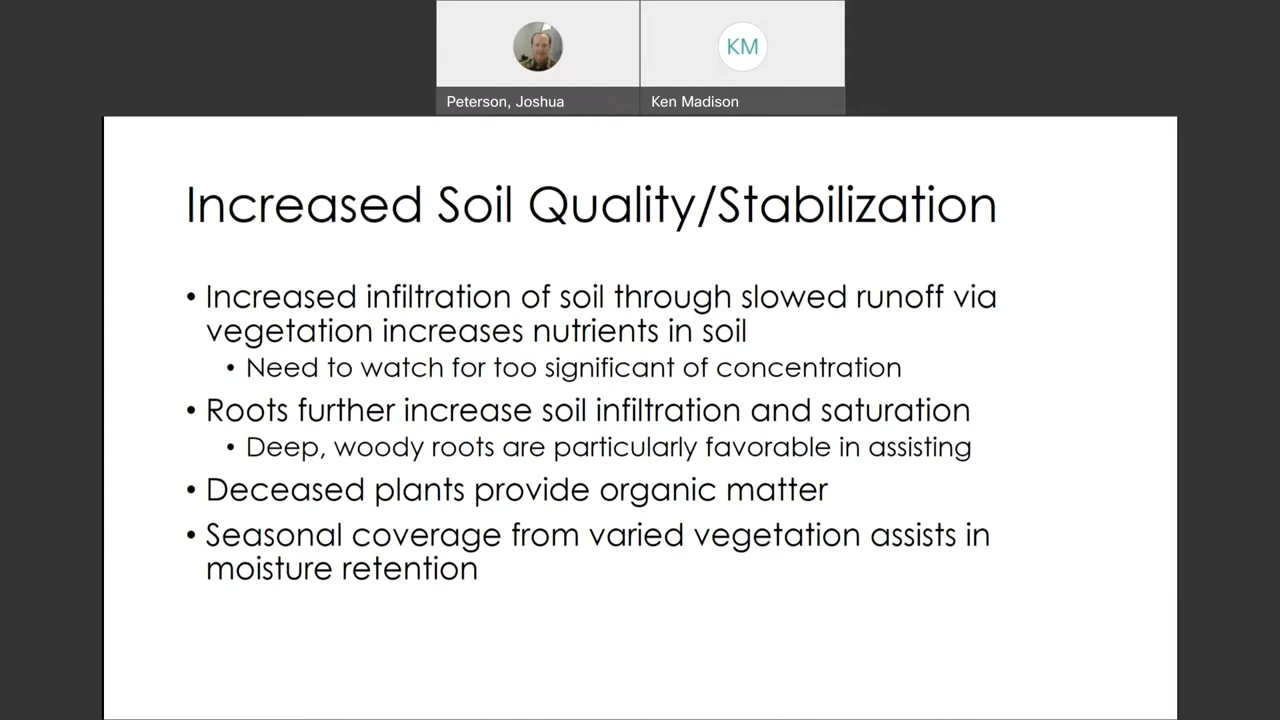 KM
Peterson, Joshua
Ken Madison
Increased Soil Quality/Stabilization
• Increased infiltration of soil through slowed runoff via
vegetation increases nutrients in soil
• Need to watch for too significant of concentration
• Roots further increase soil infiltration and saturation
• Deep, woody roots are particularly favorable in assisting
• Deceased plants provide organic matter
• Seasonal coverage from varied vegetation assists in
moisture retention